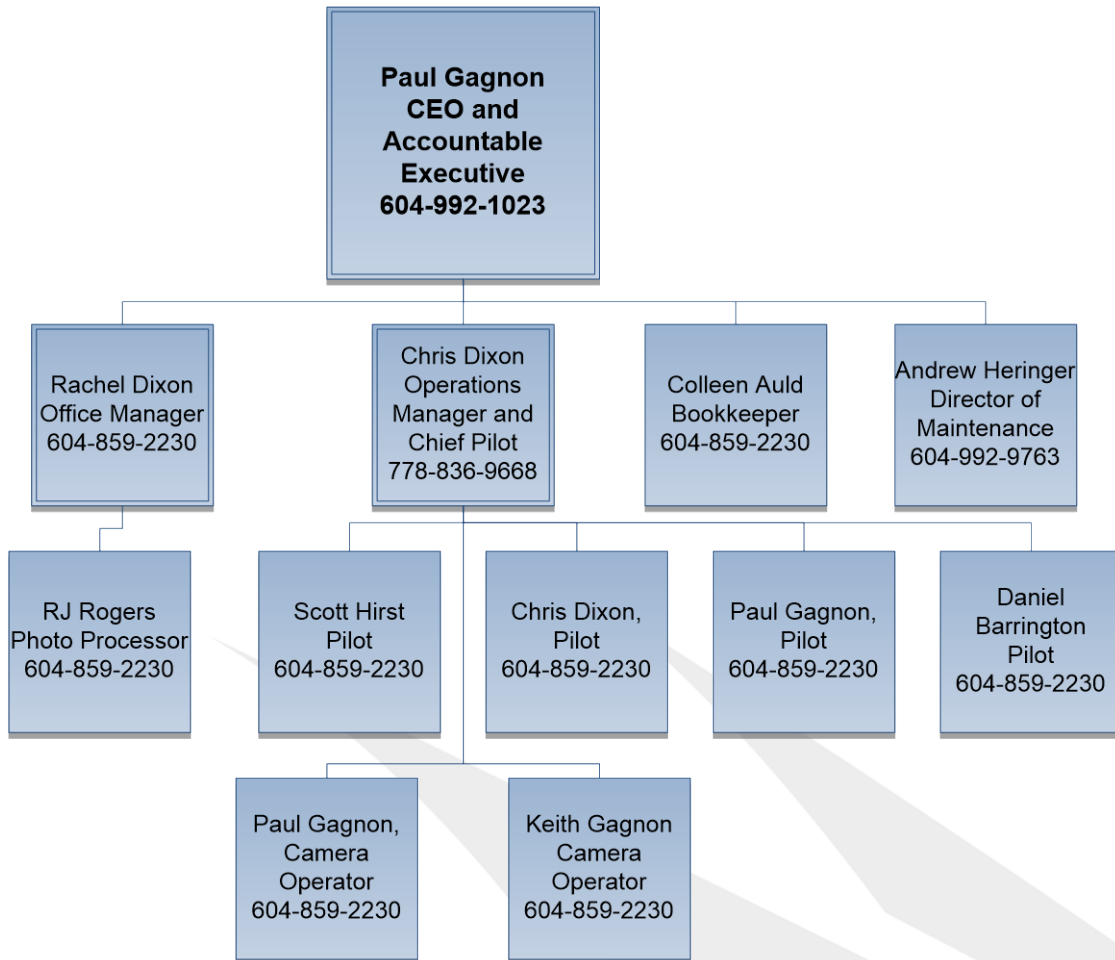 Paul Gagnon
CEO and
Accountable
Executive
604-992-1023
Rachel Dixon
Office Manager
604-859-2230
Chris Dixon
Operations
Manager and
Chief Pilot
778-836-9668
Colleen Auld
Bookkeeper
604-859-2230
Andrew Heringer
Director of
Maintenance
604-992-9763
RJ Rogers
Photo Processor
604-859-2230
Scott Hirst
Pilot
604-859-2230
Chris Dixon,
Pilot
604-859-2230
Paul Gagnon,
Pilot
604-859-2230
Daniel
Barrington
Pilot
604-859-2230
Paul Gagnon,
Camera
Operator
604-859-2230
Keith Gagnon
Camera
Operator
604-859-2230